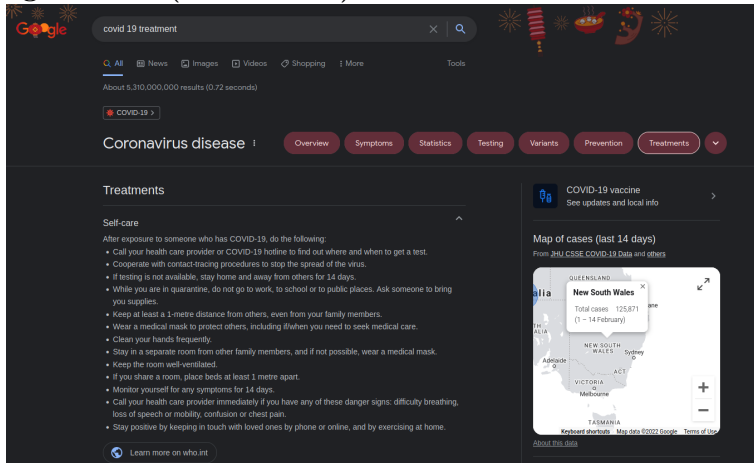 Google
covid 19 treatment
All News Images Videos Shopping More Tools
About 5,310,000,000 results (0.72 seconds)
COVID-19 >
Coronavirus disease
Overview Symptoms Statistics Testing Variants Prevention Treatments
Treatments
Self-care
After exposure to someone who has COVID-19, do the following:
• Call your health care provider or COVID-19 hotline to find out where and when to get a test.
• Cooperate with contact-tracing procedures to stop the spread of the virus.
• If testing is not available, stay home and away from others for 14 days.
• While you are in quarantine, do not go to work, to school or to public places. Ask someone to bring
you supplies.
• Keep at least a 1-metre distance from others, even from your family members.
• Wear a medical mask to protect others, including if/when you need to seek medical care.
• Clean your hands frequently.
• Stay in a separate room from other family members, and if not possible, wear a medical mask.
• Keep the room well-ventilated.
• If you share a room, place beds at least 1 metre apart.
• Monitor yourself for any symptoms for 14 days.
• Call your health care provider immediately if you have any of these danger signs: difficulty breathing,
loss of speech or mobility, confusion or chest pain.
• Stay positive by keeping in touch with loved ones by phone or online, and by exercising at home.
Learn more on who.int
COVID-19 vaccine
See updates and local info
Map of cases (last 14 days)
From JHU CSSE COVID-19 Data and others
QUEENSLAND
alia
New South Wales ×
Total cases 125,871
(1 – 14 February)
ane
TH
ALIA
NEW SOUTH
WALES
Sydney
Adelaide
ACT
VICTORIA
Melbourne
TASMANIA
+
−
Keyboard shortcuts Map data ©2022 Google Terms of Use
About this data